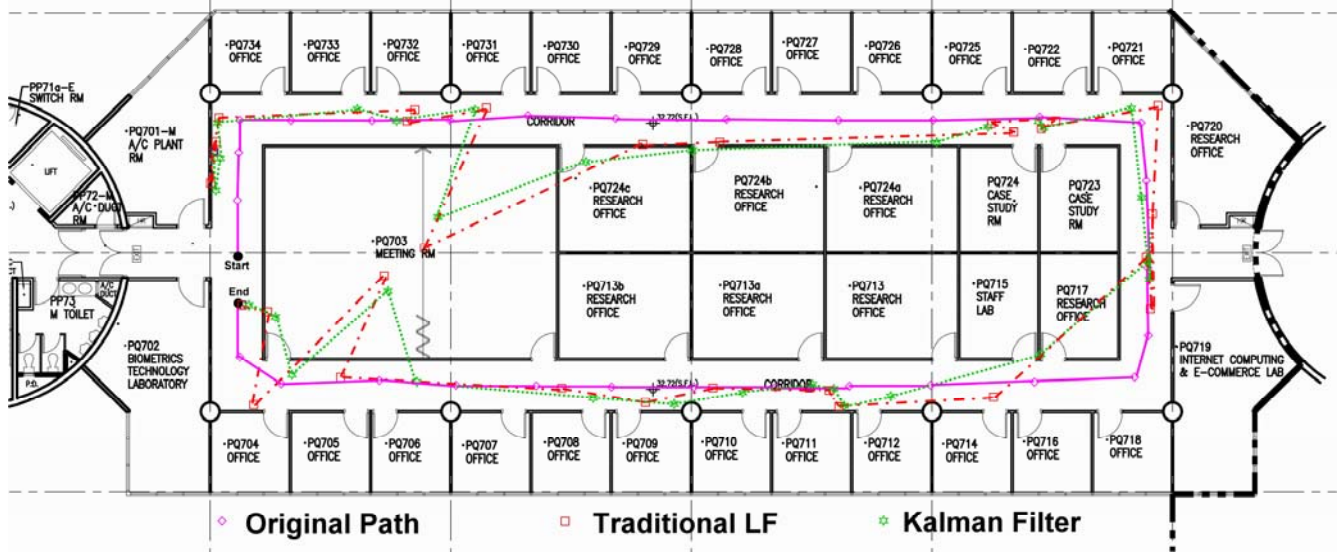 ·PQ734
OFFICE
·PQ733
OFFICE
·PQ732
OFFICE
·PQ731
OFFICE
·PQ730
OFFICE
·PQ729
OFFICE
·PQ728
OFFICE
·PQ727
OFFICE
·PQ726
OFFICE
·PQ725
OFFICE
·PQ722
OFFICE
·PQ721
OFFICE
PP71a-E
SWITCH RM
·PQ701-M
A/C PLANT
RM
LIFT
PP72-M
A/C DUCT
RM
CORRIDOR
32.72(S.F.L.)
·PQ720
RESEARCH
OFFICE
·PQ724c
RESEARCH
OFFICE
PQ724b
RESEARCH
OFFICE
·PQ724a
RESEARCH
OFFICE
PQ724
CASE
STUDY
RM
PQ723
CASE
STUDY
RM
·PQ703
MEETING RM
Start
End
A/C
DUCT
PP73
M TOILET
P.D.
·PQ702
BIOMETRICS
TECHNOLOGY
LABORATORY
·PQ713b
RESEARCH
OFFICE
·PQ713a
RESEARCH
OFFICE
·PQ713
RESEARCH
OFFICE
·PQ715
STAFF
LAB
PQ717
RESEARCH
OFFICE
·PQ719
INTERNET COMPUTING
& E-COMMERCE LAB
32.72(S.F.L.)
CORRIDOR
·PQ704
OFFICE
·PQ705
OFFICE
·PQ706
OFFICE
·PQ707
OFFICE
·PQ708
OFFICE
·PQ709
OFFICE
·PQ710
OFFICE
·PQ711
OFFICE
·PQ712
OFFICE
·PQ714
OFFICE
·PQ716
OFFICE
·PQ718
OFFICE
Original Path
Traditional LF
Kalman Filter